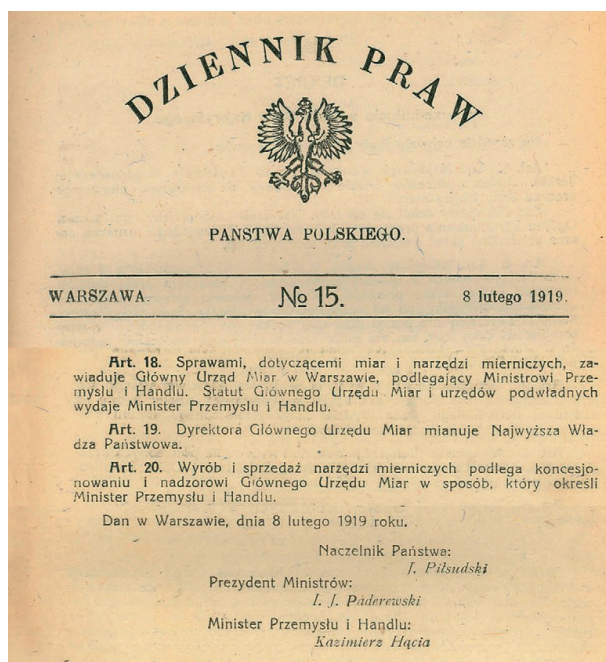 DZIENNIK PRAW
PANSTWA POLSKIEGO.
WARSZAWA. № 15. 8 lutego 1919.
Art. 18. Sprawami, dotyczącemi miar i narzędzi mierniczych, za-
wiaduje Główny Urząd Miar w Warszawie, podlegający Ministrowi Prze-
mysłu i Handlu. Statut Głównego Urzędu Miar i urzędów podwładnych
wydaje Minister Przemysłu i Handlu.
Art. 19. Dyrektora Głównego Urzędu Miar mianuje Najwyższa Wła-
dza Państwowa.
Art. 20. Wyrób i sprzedaż narzędzi mierniczych podlega koncesjo-
nowaniu i nadzorowi Głównego Urzędu Miar w sposób, który określi
Minister Przemysłu i Handlu.
Dan w Warszawie, dnia 8 lutego 1919 roku.
Naczelnik Państwa:
J. Piłsudski
Prezydent Ministrów:
I. J. Paderewski
Minister Przemysłu i Handlu:
Kazimierz Hącia